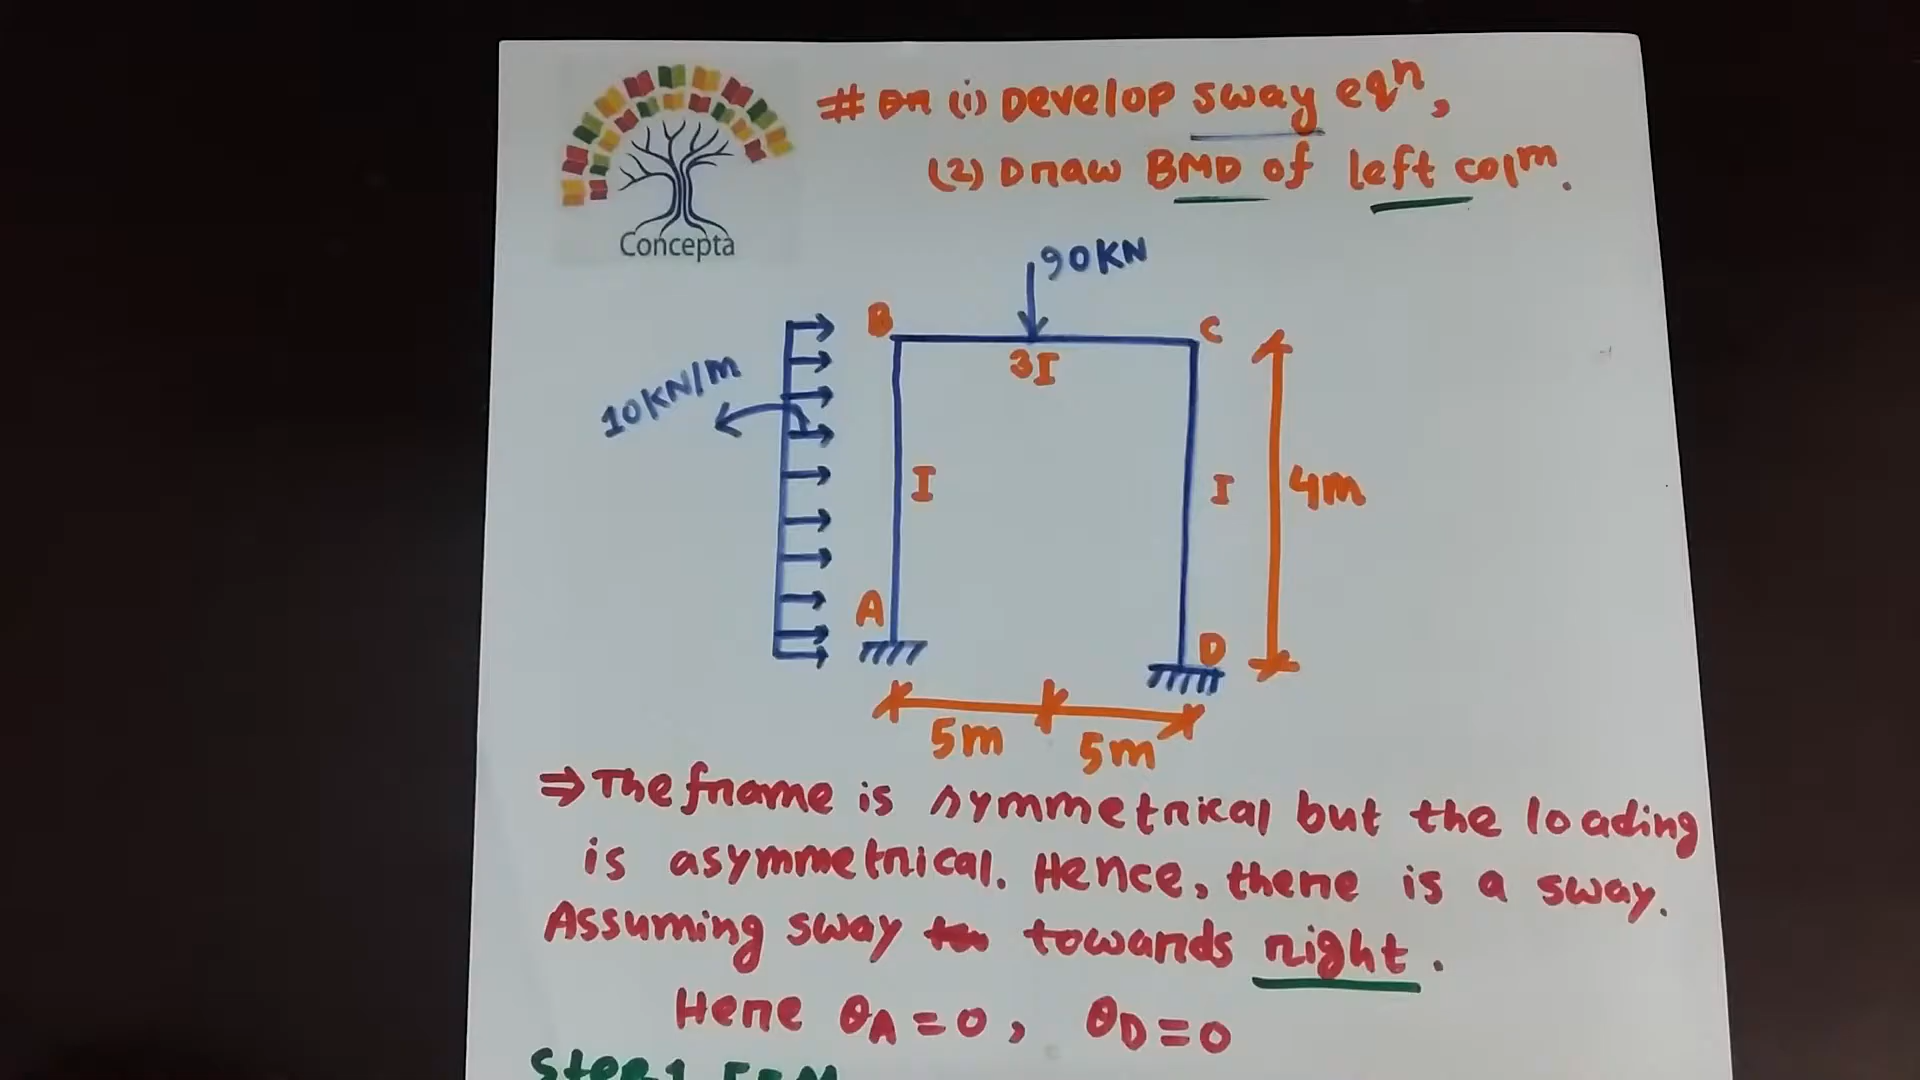 # (i) Develop sway eqn,
(2) Draw BMD of left colm.
Concepta
90KN
B
C
3I
10KN/m
I
I
4m
A
D
5m
5m
⇒ The frame is symmetrical but the loading
is asymmetrical. Hence, there is a sway.
Assuming sway towards right.
Here θA=0, θD=0